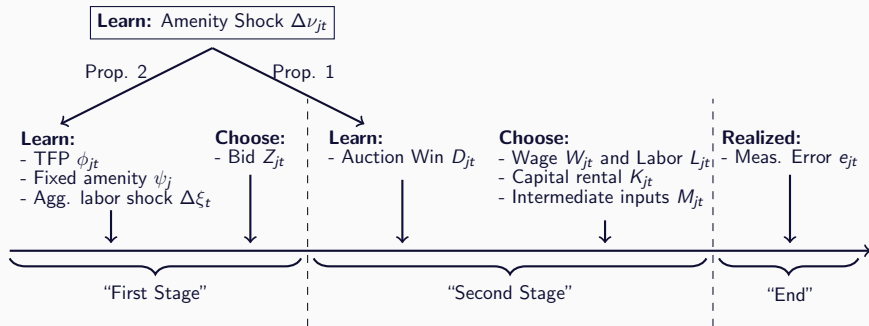 Learn: Amenity Shock Δν_jt
Prop. 2
Prop. 1
Learn:
- TFP ϕ_jt
- Fixed amenity ψ_j
- Agg. labor shock Δξ_t
Choose:
- Bid Z_jt
Learn:
- Auction Win D_jt
Choose:
- Wage W_jt and Labor L_jt
- Capital rental K_jt
- Intermediate inputs M_jt
Realized:
- Meas. Error e_jt
“First Stage”
“Second Stage”
“End”